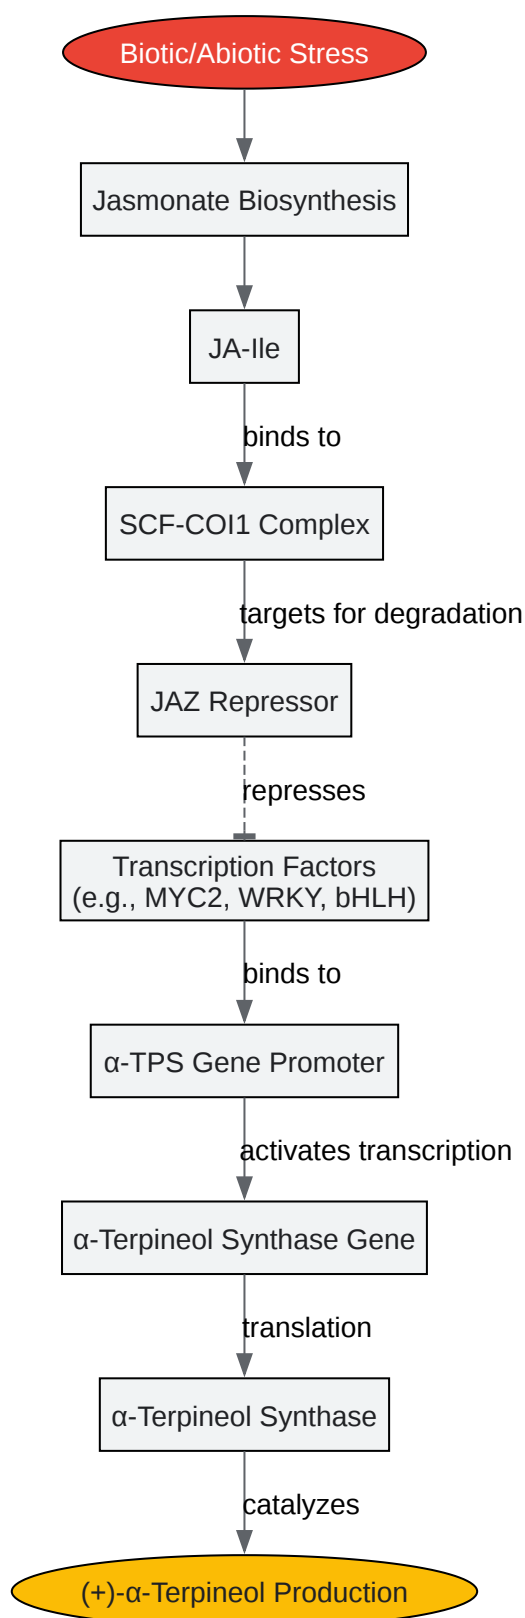 Biotic/Abiotic Stress
Jasmonate Biosynthesis
JA-Ile
binds to
SCF-COI1 Complex
targets for degradation
JAZ Repressor
represses
Transcription Factors
(e.g., MYC2, WRKY, bHLH)
binds to
α-TPS Gene Promoter
activates transcription
α-Terpineol Synthase Gene
translation
α-Terpineol Synthase
catalyzes
(+)-α-Terpineol Production